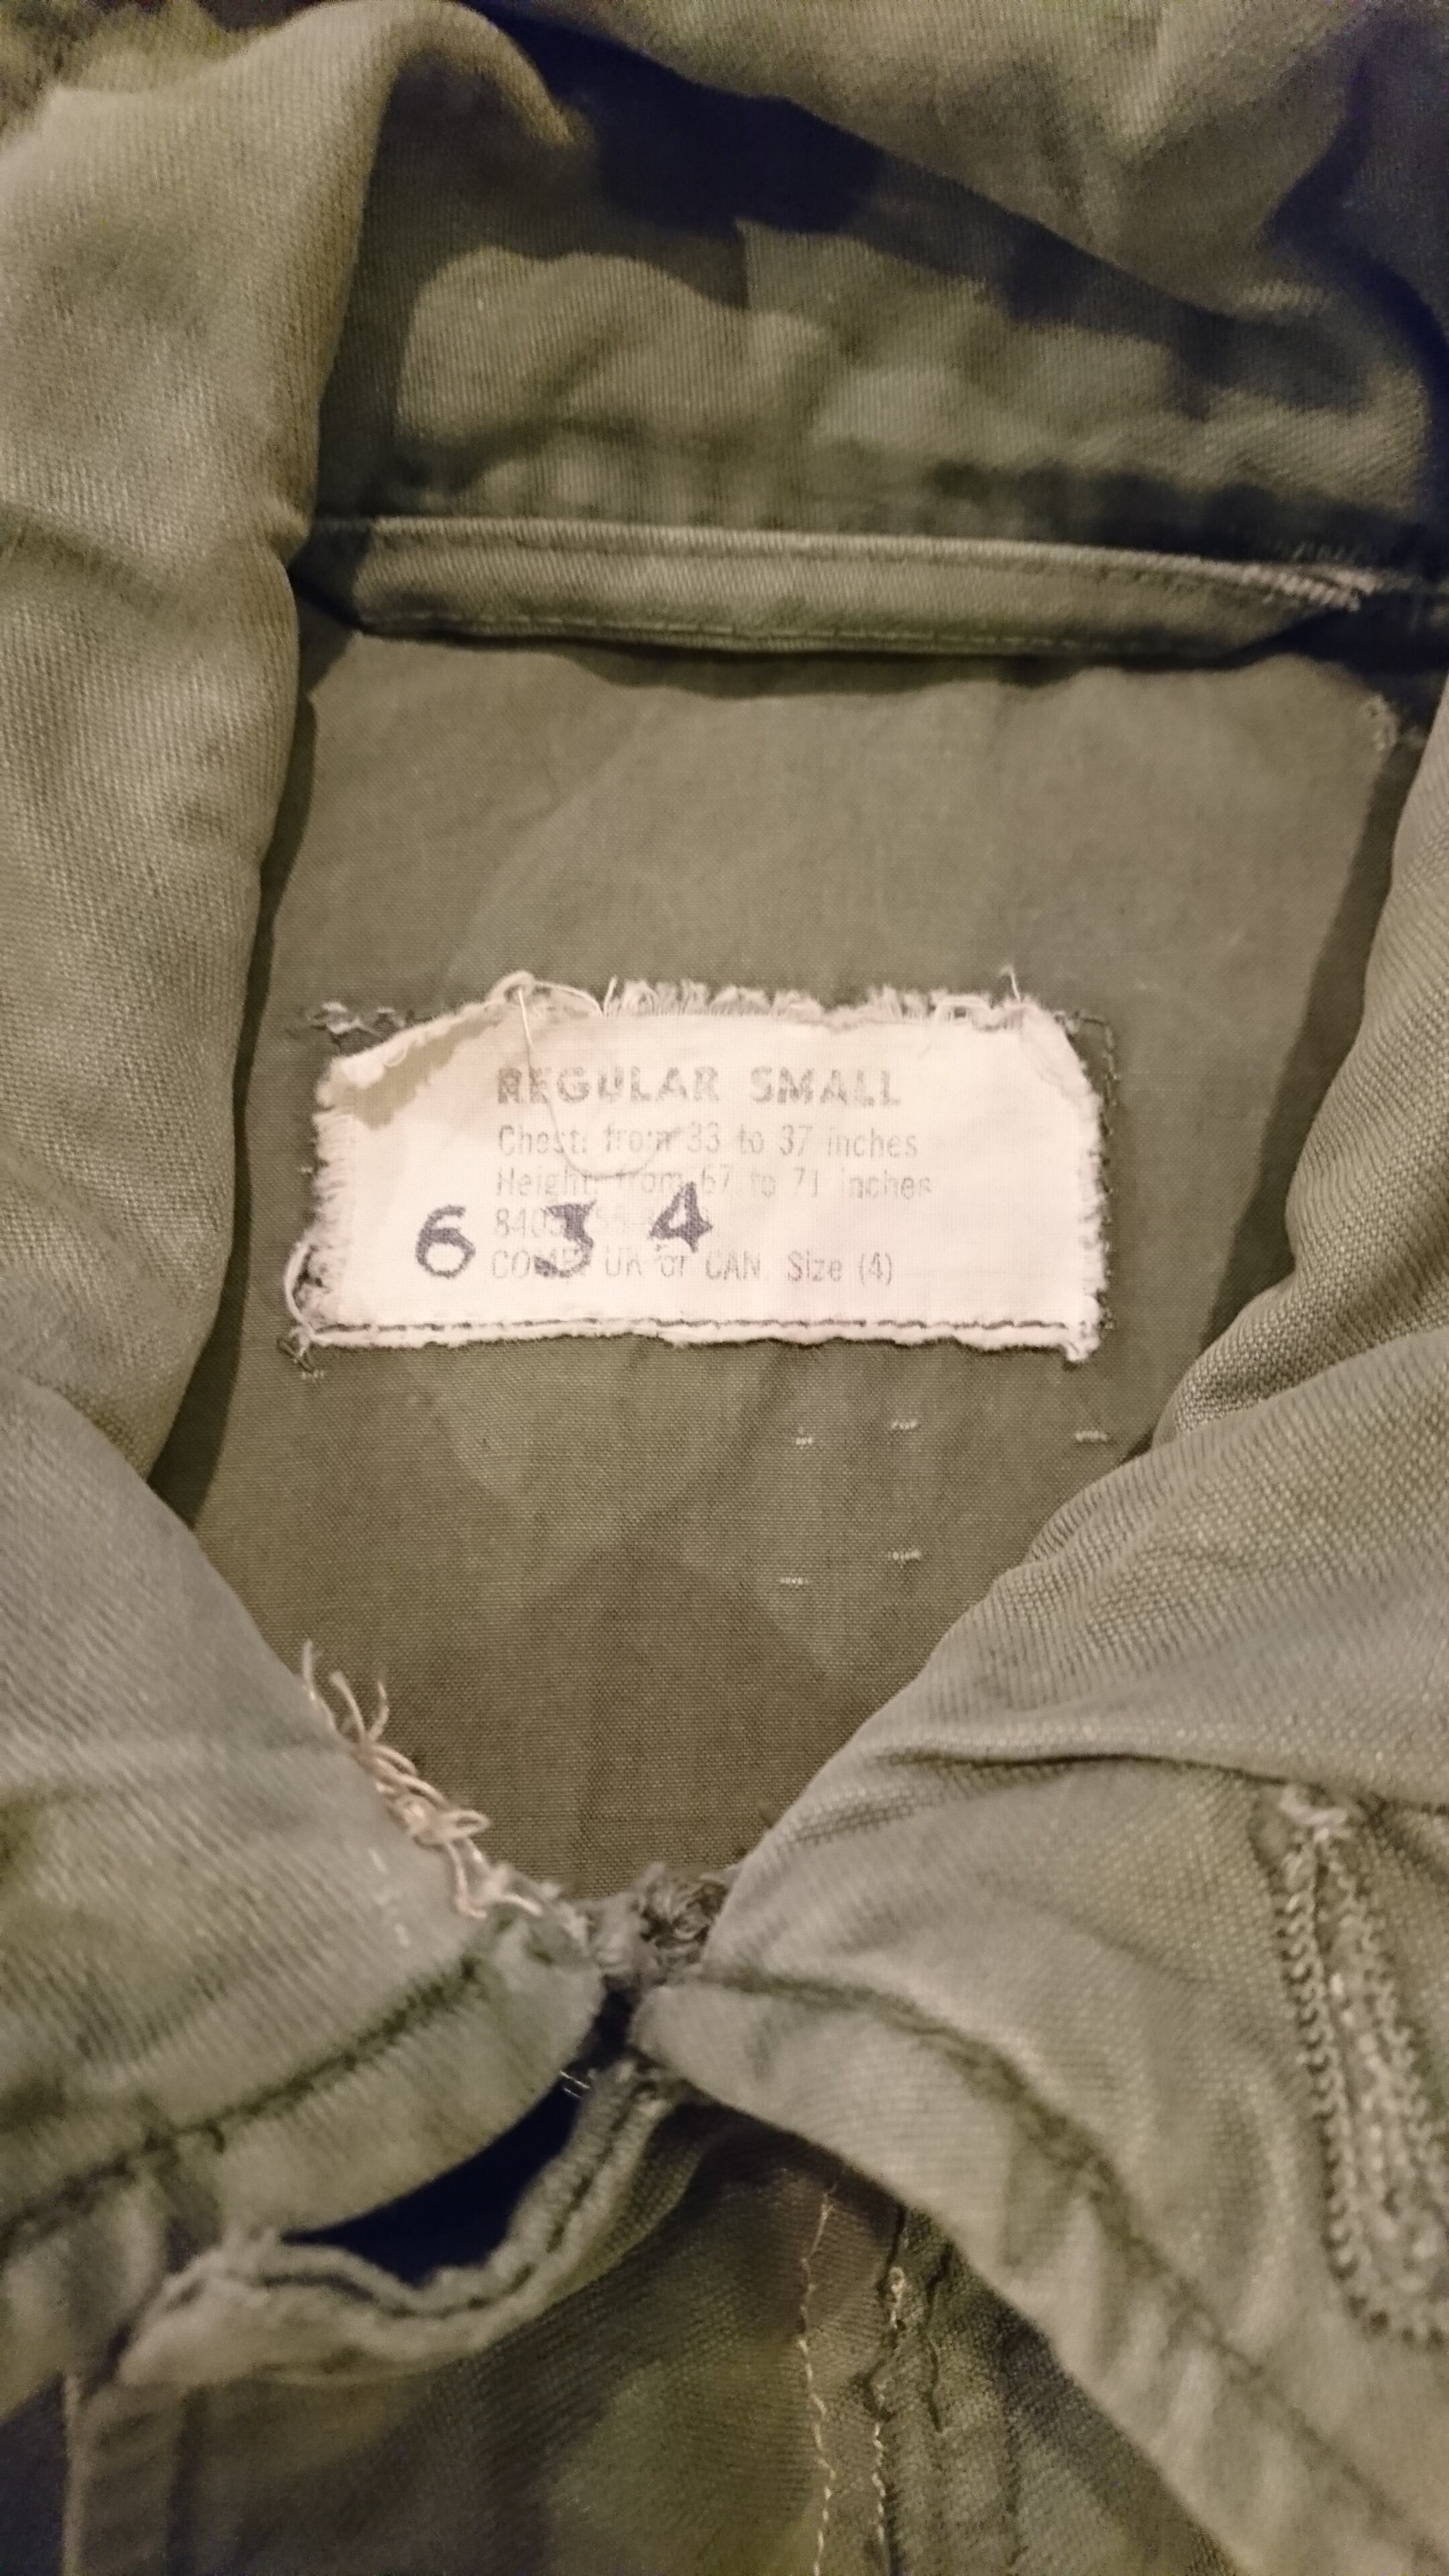 REGULAR SMALL
Chest: from 33 to 37 inches
Height: from 67 to 71 inches
6 3 4
UK or CAN. Size (4)